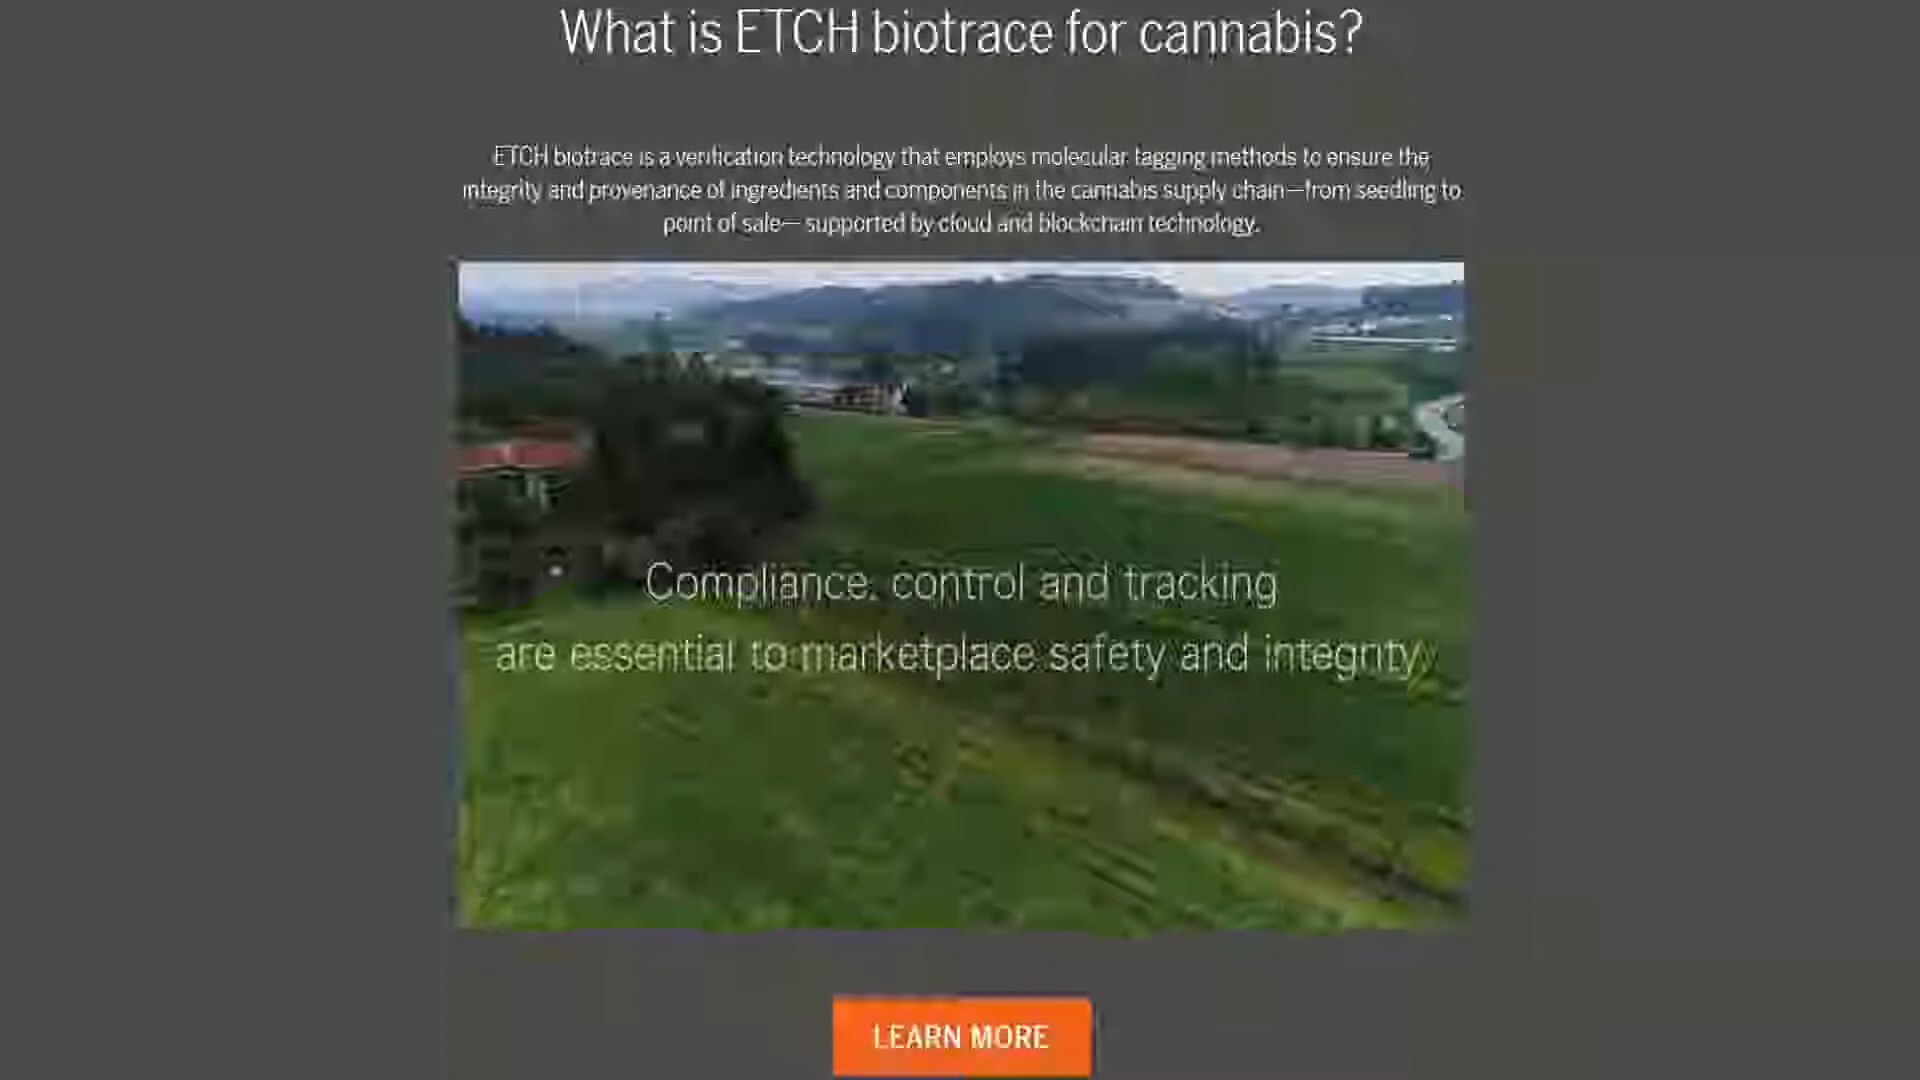 What is ETCH biotrace for cannabis?
ETCH biotrace is a verification technology that employs molecular tagging methods to ensure the
integrity and provenance of ingredients and components in the cannabis supply chain—from seedling to
point of sale— supported by cloud and blockchain technology.
Compliance, control and tracking
are essential to marketplace safety and integrity
LEARN MORE